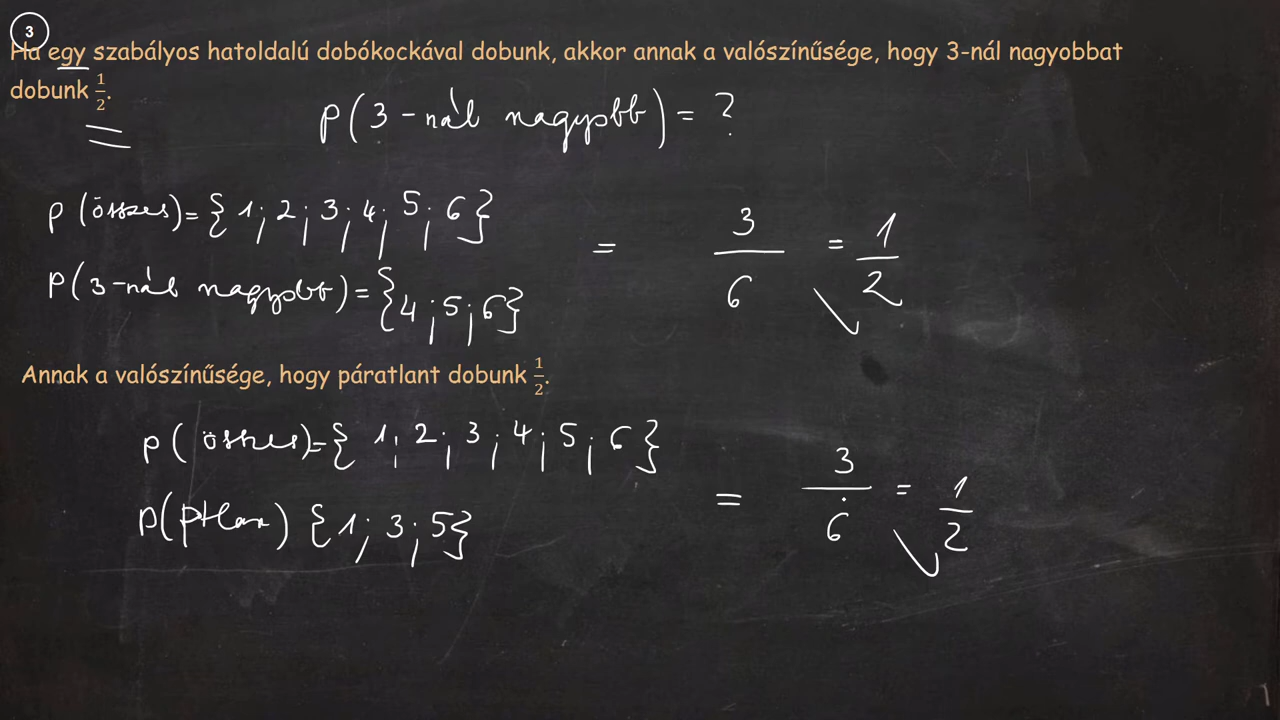 3
Ha egy szabályos hatoldalú dobókockával dobunk, akkor annak a valószínűsége, hogy 3-nál nagyobbat
dobunk 1/2.
P(3-nál nagyobb) = ?
P(összes)= {1; 2; 3; 4; 5; 6}
P(3-nál nagyobb)= {4; 5; 6}
= 3/6 = 1/2
Annak a valószínűsége, hogy páratlant dobunk 1/2.
P(összes)= {1; 2; 3; 4; 5; 6}
P(ptlan) {1; 3; 5}
= 3/6 = 1/2